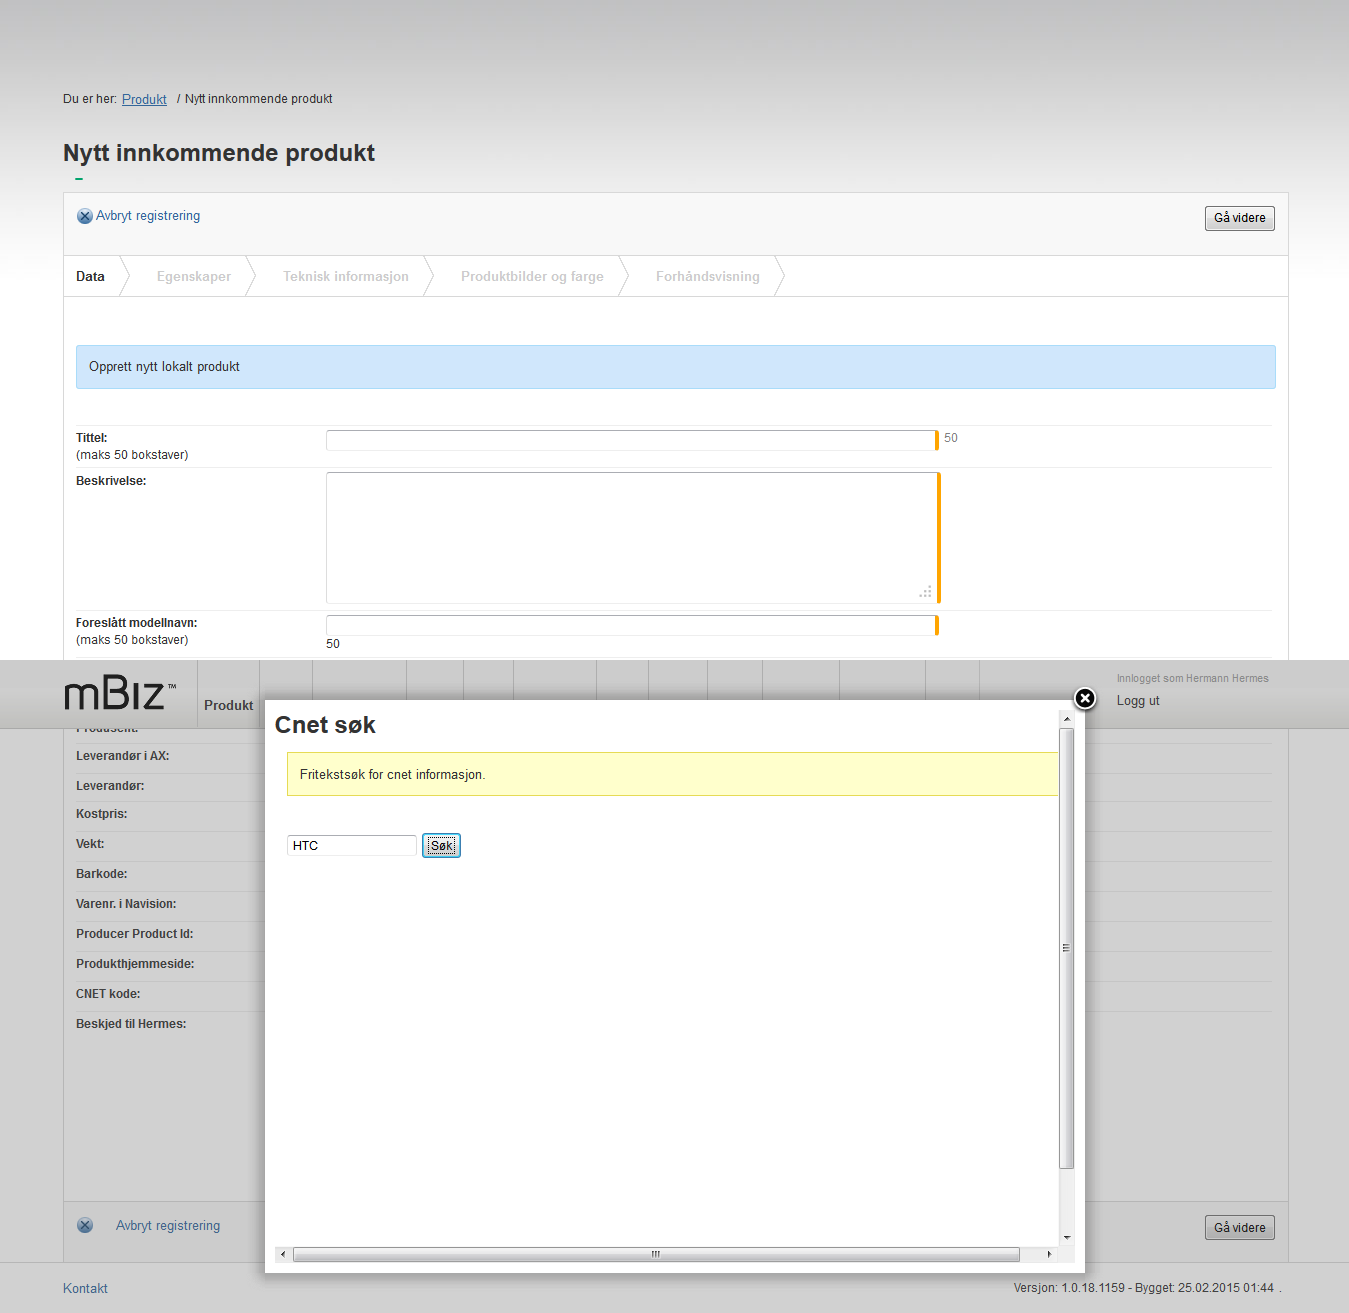 Du er her: Produkt / Nytt innkommende produkt
Nytt innkommende produkt
Avbryt registrering
Gå videre
Data Egenskaper Teknisk informasjon Produktbilder og farge Forhåndsvisning
Opprett nytt lokalt produkt
Tittel:
50
(maks 50 bokstaver)
Beskrivelse:
Foreslått modellnavn:
(maks 50 bokstaver)
50
mBiz™
Produkt
Innlogget som Hermann Hermes
Logg ut
Cnet søk
Produsent:
Leverandør i AX:
Fritekstsøk for cnet informasjon.
Leverandør:
Kostpris:
Vekt:
HTC Søk
Barkode:
Varenr. i Navision:
Producer Product Id:
Produkthjemmeside:
CNET kode:
Beskjed til Hermes:
Avbryt registrering
Gå videre
Kontakt
Versjon: 1.0.18.1159 - Bygget: 25.02.2015 01:44 .